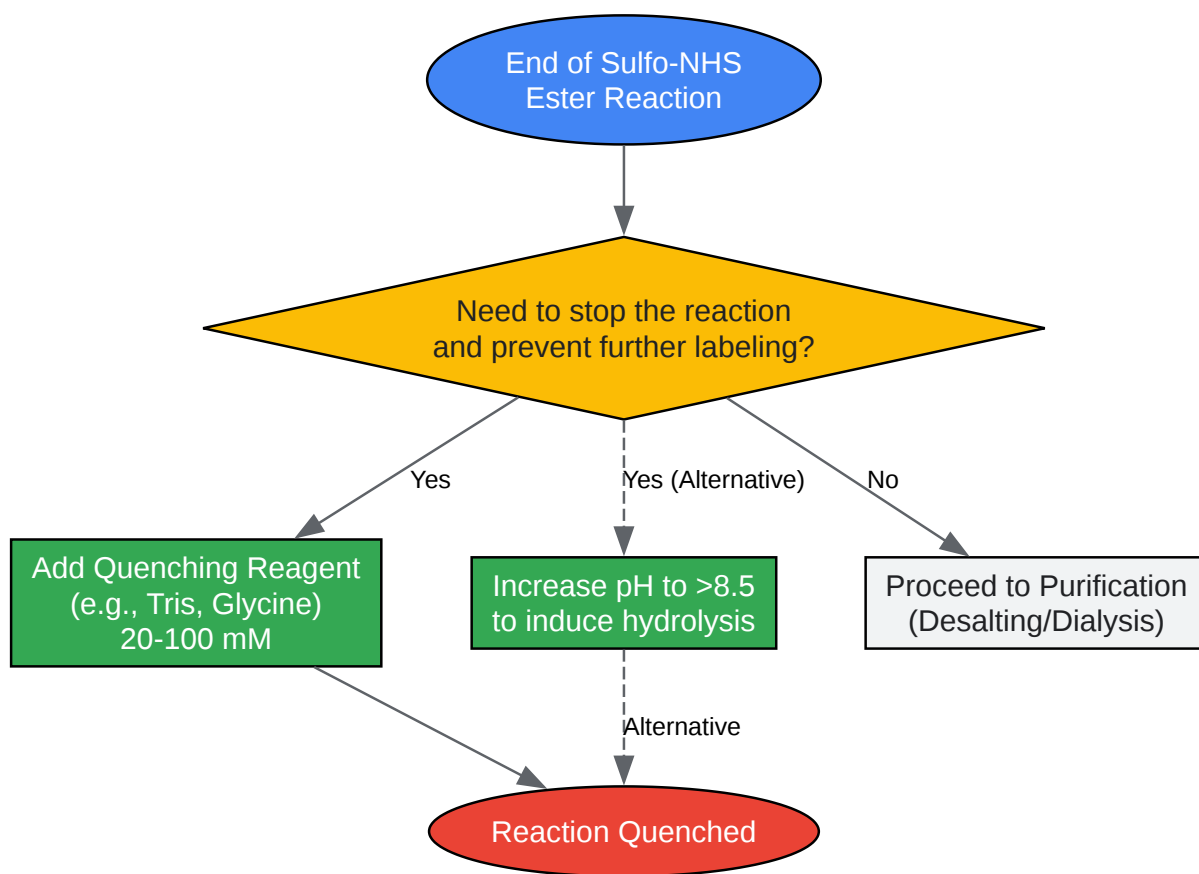 End of Sulfo-NHS
Ester Reaction
Need to stop the reaction
and prevent further labeling?
Yes
Yes (Alternative)
No
Add Quenching Reagent
(e.g., Tris, Glycine)
20-100 mM
Increase pH to >8.5
to induce hydrolysis
Proceed to Purification
(Desalting/Dialysis)
Alternative
Reaction Quenched